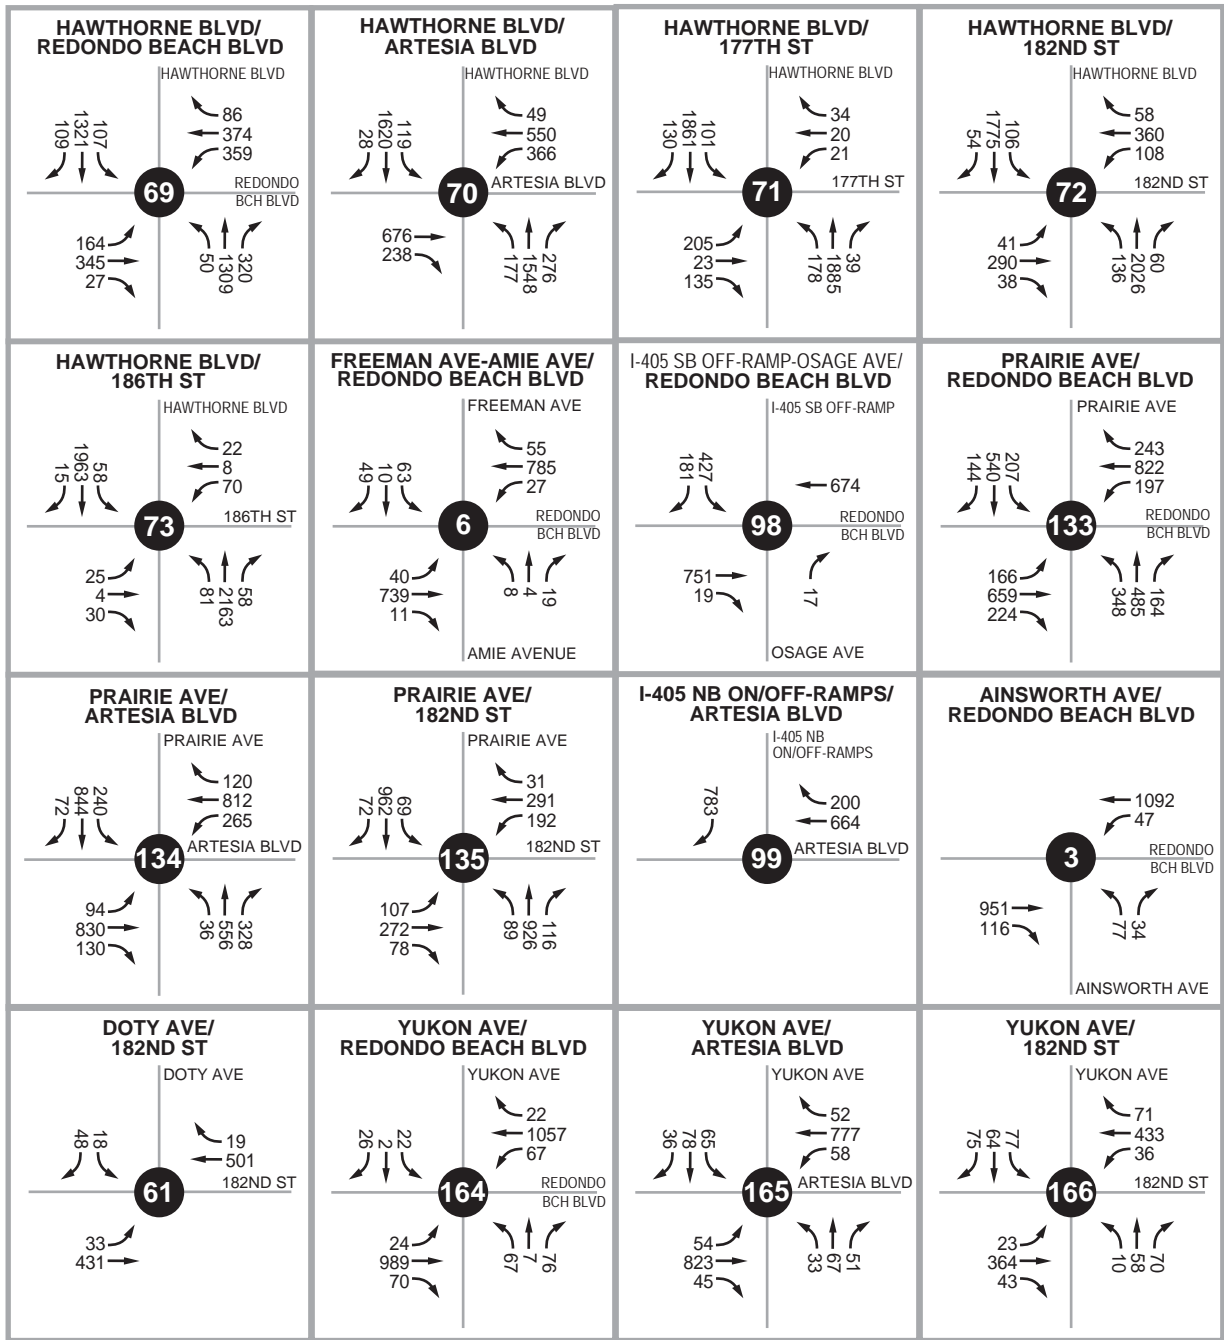 HAWTHORNE BLVD/
REDONDO BEACH BLVD
HAWTHORNE BLVD
109
1321
107
86
374
359
69
REDONDO
BCH BLVD
164
345
27
50
1309
320
HAWTHORNE BLVD/
ARTESIA BLVD
HAWTHORNE BLVD
28
1620
119
49
550
366
70
ARTESIA BLVD
676
238
177
1548
276
HAWTHORNE BLVD/
177TH ST
HAWTHORNE BLVD
130
1861
101
34
20
21
71
177TH ST
205
23
135
178
1885
39
HAWTHORNE BLVD/
182ND ST
HAWTHORNE BLVD
54
1775
106
58
360
108
72
182ND ST
41
290
38
136
2026
60
HAWTHORNE BLVD/
186TH ST
HAWTHORNE BLVD
15
1963
58
22
8
70
73
186TH ST
25
4
30
81
2163
58
FREEMAN AVE-AMIE AVE/
REDONDO BEACH BLVD
FREEMAN AVE
49
10
63
55
785
27
6
REDONDO
BCH BLVD
40
739
11
8
4
19
AMIE AVENUE
I-405 SB OFF-RAMP-OSAGE AVE/
REDONDO BEACH BLVD
I-405 SB OFF-RAMP
181
427
674
98
REDONDO
BCH BLVD
751
19
17
OSAGE AVE
PRAIRIE AVE/
REDONDO BEACH BLVD
PRAIRIE AVE
144
540
207
243
822
197
133
REDONDO
BCH BLVD
166
659
224
348
485
164
PRAIRIE AVE/
ARTESIA BLVD
PRAIRIE AVE
72
844
240
120
812
265
134
ARTESIA BLVD
94
830
130
36
556
328
PRAIRIE AVE/
182ND ST
PRAIRIE AVE
72
962
69
31
291
192
135
182ND ST
107
272
78
89
926
116
I-405 NB ON/OFF-RAMPS/
ARTESIA BLVD
I-405 NB
ON/OFF-RAMPS
783
200
664
99
ARTESIA BLVD
AINSWORTH AVE/
REDONDO BEACH BLVD
1092
47
3
REDONDO
BCH BLVD
951
116
77
34
AINSWORTH AVE
DOTY AVE/
182ND ST
DOTY AVE
48
18
19
501
61
182ND ST
33
431
YUKON AVE/
REDONDO BEACH BLVD
YUKON AVE
26
2
22
22
1057
67
164
REDONDO
BCH BLVD
24
989
70
67
7
76
YUKON AVE/
ARTESIA BLVD
YUKON AVE
36
78
65
52
777
58
165
ARTESIA BLVD
54
823
45
33
67
51
YUKON AVE/
182ND ST
YUKON AVE
75
64
77
71
433
36
166
182ND ST
23
364
43
10
58
70